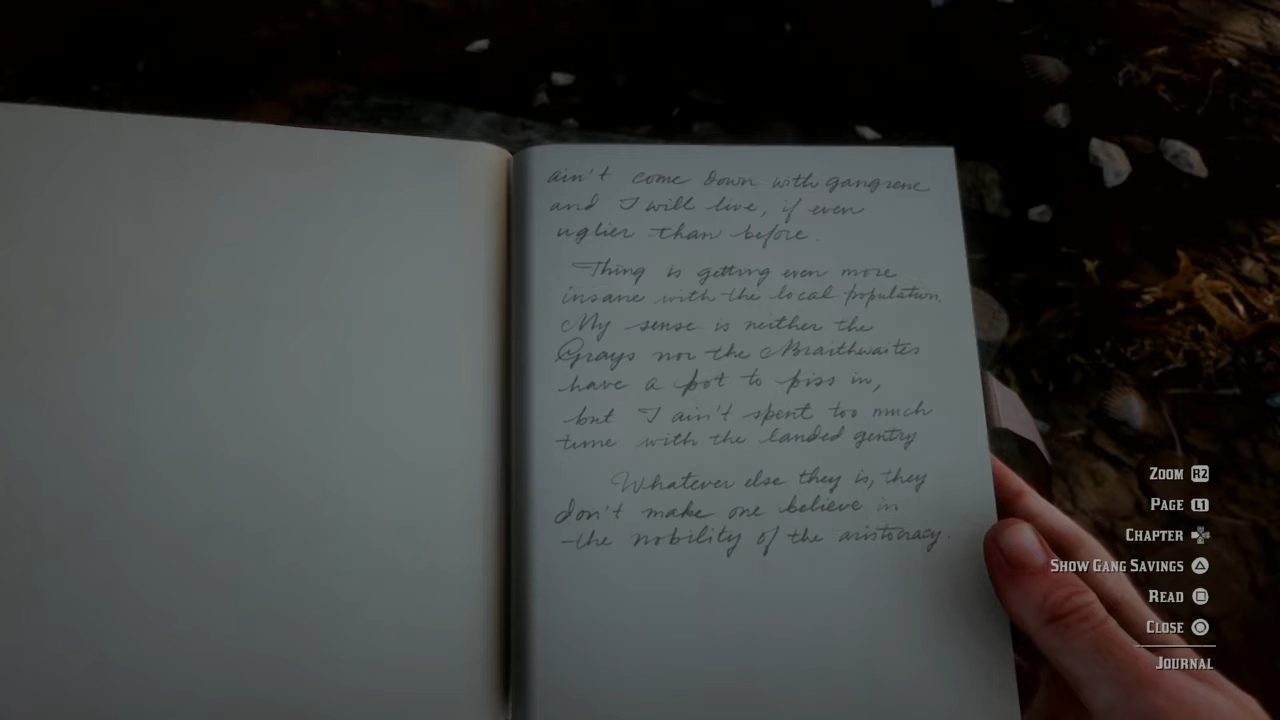 ain't come down with gangrene
and I will live, if even
uglier than before.
Thing is getting even more
insane with the local population.
My sense is neither the
Grays nor the Braithwaites
have a pot to piss in,
but I ain't spent too much
time with the landed gentry
Whatever else they is, they
don't make one believe in
the nobility of the aristocracy.
ZOOM R2
PAGE L1
CHAPTER
SHOW GANG SAVINGS
READ
CLOSE
JOURNAL